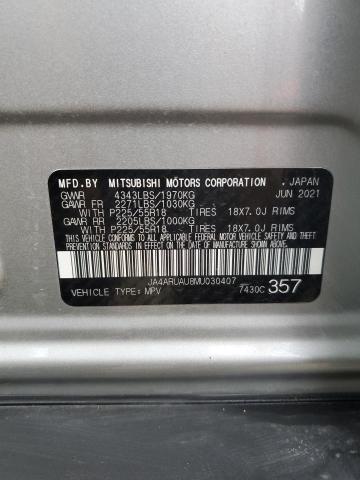 MFD.BY MITSUBISHI MOTORS CORPORATION . JAPAN
GVWR 4343LBS/1970KG JUN 2021
GAWR FR 2271LBS/1030KG
WITH P225/55R18 TIRES 18X7.0J RIMS
GAWR RR 2205LBS/1000KG
WITH P225/55R18 TIRES 18X7.0J RIMS
THIS VEHICLE CONFORMS TO ALL APPLICABLE FEDERAL MOTOR VEHICLE SAFETY, BUMPER, AND THEFT
PREVENTION STANDARDS IN EFFECT ON THE DATE OF MANUFACTURE SHOWN ABOVE.
JA4ARUAU8MU030407
VEHICLE TYPE: MPV 7430C 357